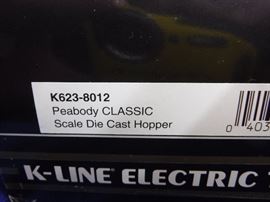 K623-8012
Peabody CLASSIC
Scale Die Cast Hopper
0 403
K-LINE ELECTRIC